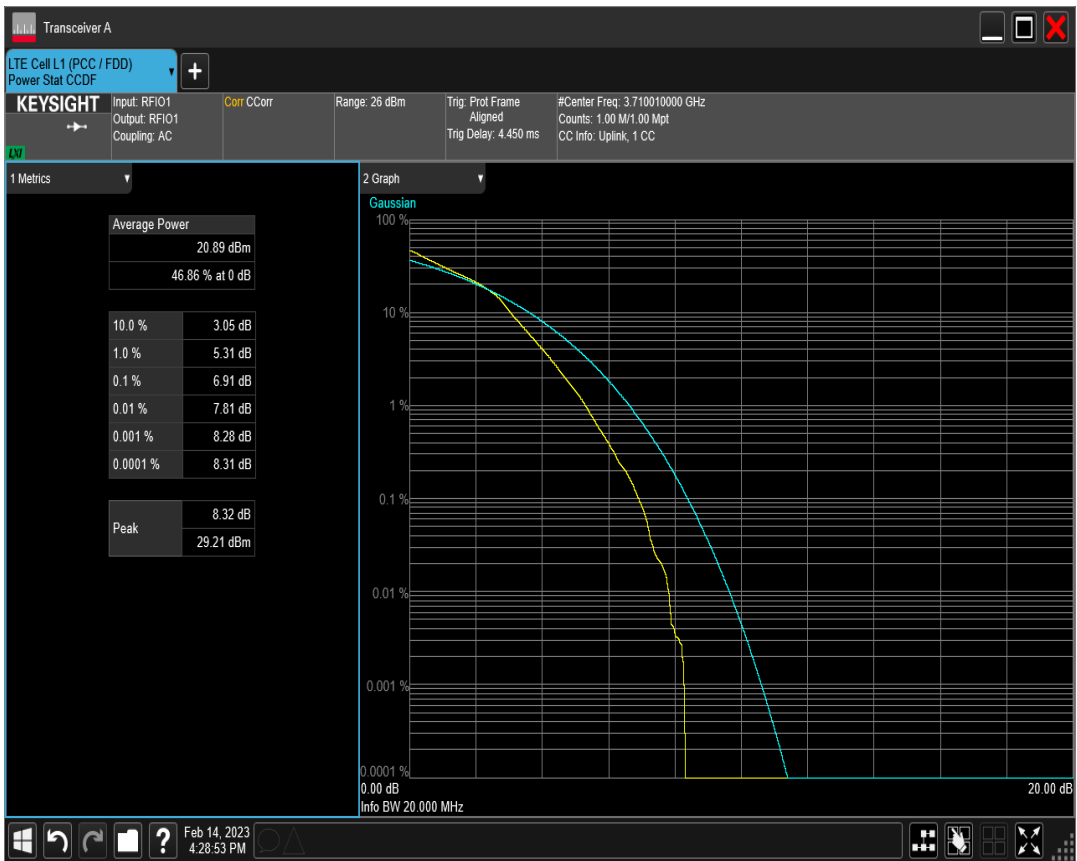 Transceiver A
LTE Cell L1 (PCC / FDD)
Power Stat CCDF
+
KEYSIGHT
LXI
Input: RFIO1
Output: RFIO1
Coupling: AC
Corr CCorr
Range: 26 dBm
Trig: Prot Frame
Aligned
Trig Delay: 4.450 ms
#Center Freq: 3.710010000 GHz
Counts: 1.00 M/1.00 Mpt
CC Info: Uplink, 1 CC
1 Metrics
Average Power
20.89 dBm
46.86 % at 0 dB
10.0 % 3.05 dB
1.0 % 5.31 dB
0.1 % 6.91 dB
0.01 % 7.81 dB
0.001 % 8.28 dB
0.0001 % 8.31 dB
Peak
8.32 dB
29.21 dBm
2 Graph
Gaussian
100 %
10 %
1 %
0.1 %
0.01 %
0.001 %
0.0001 %
0.00 dB 20.00 dB
Info BW 20.000 MHz
?
Feb 14, 2023
4:28:53 PM